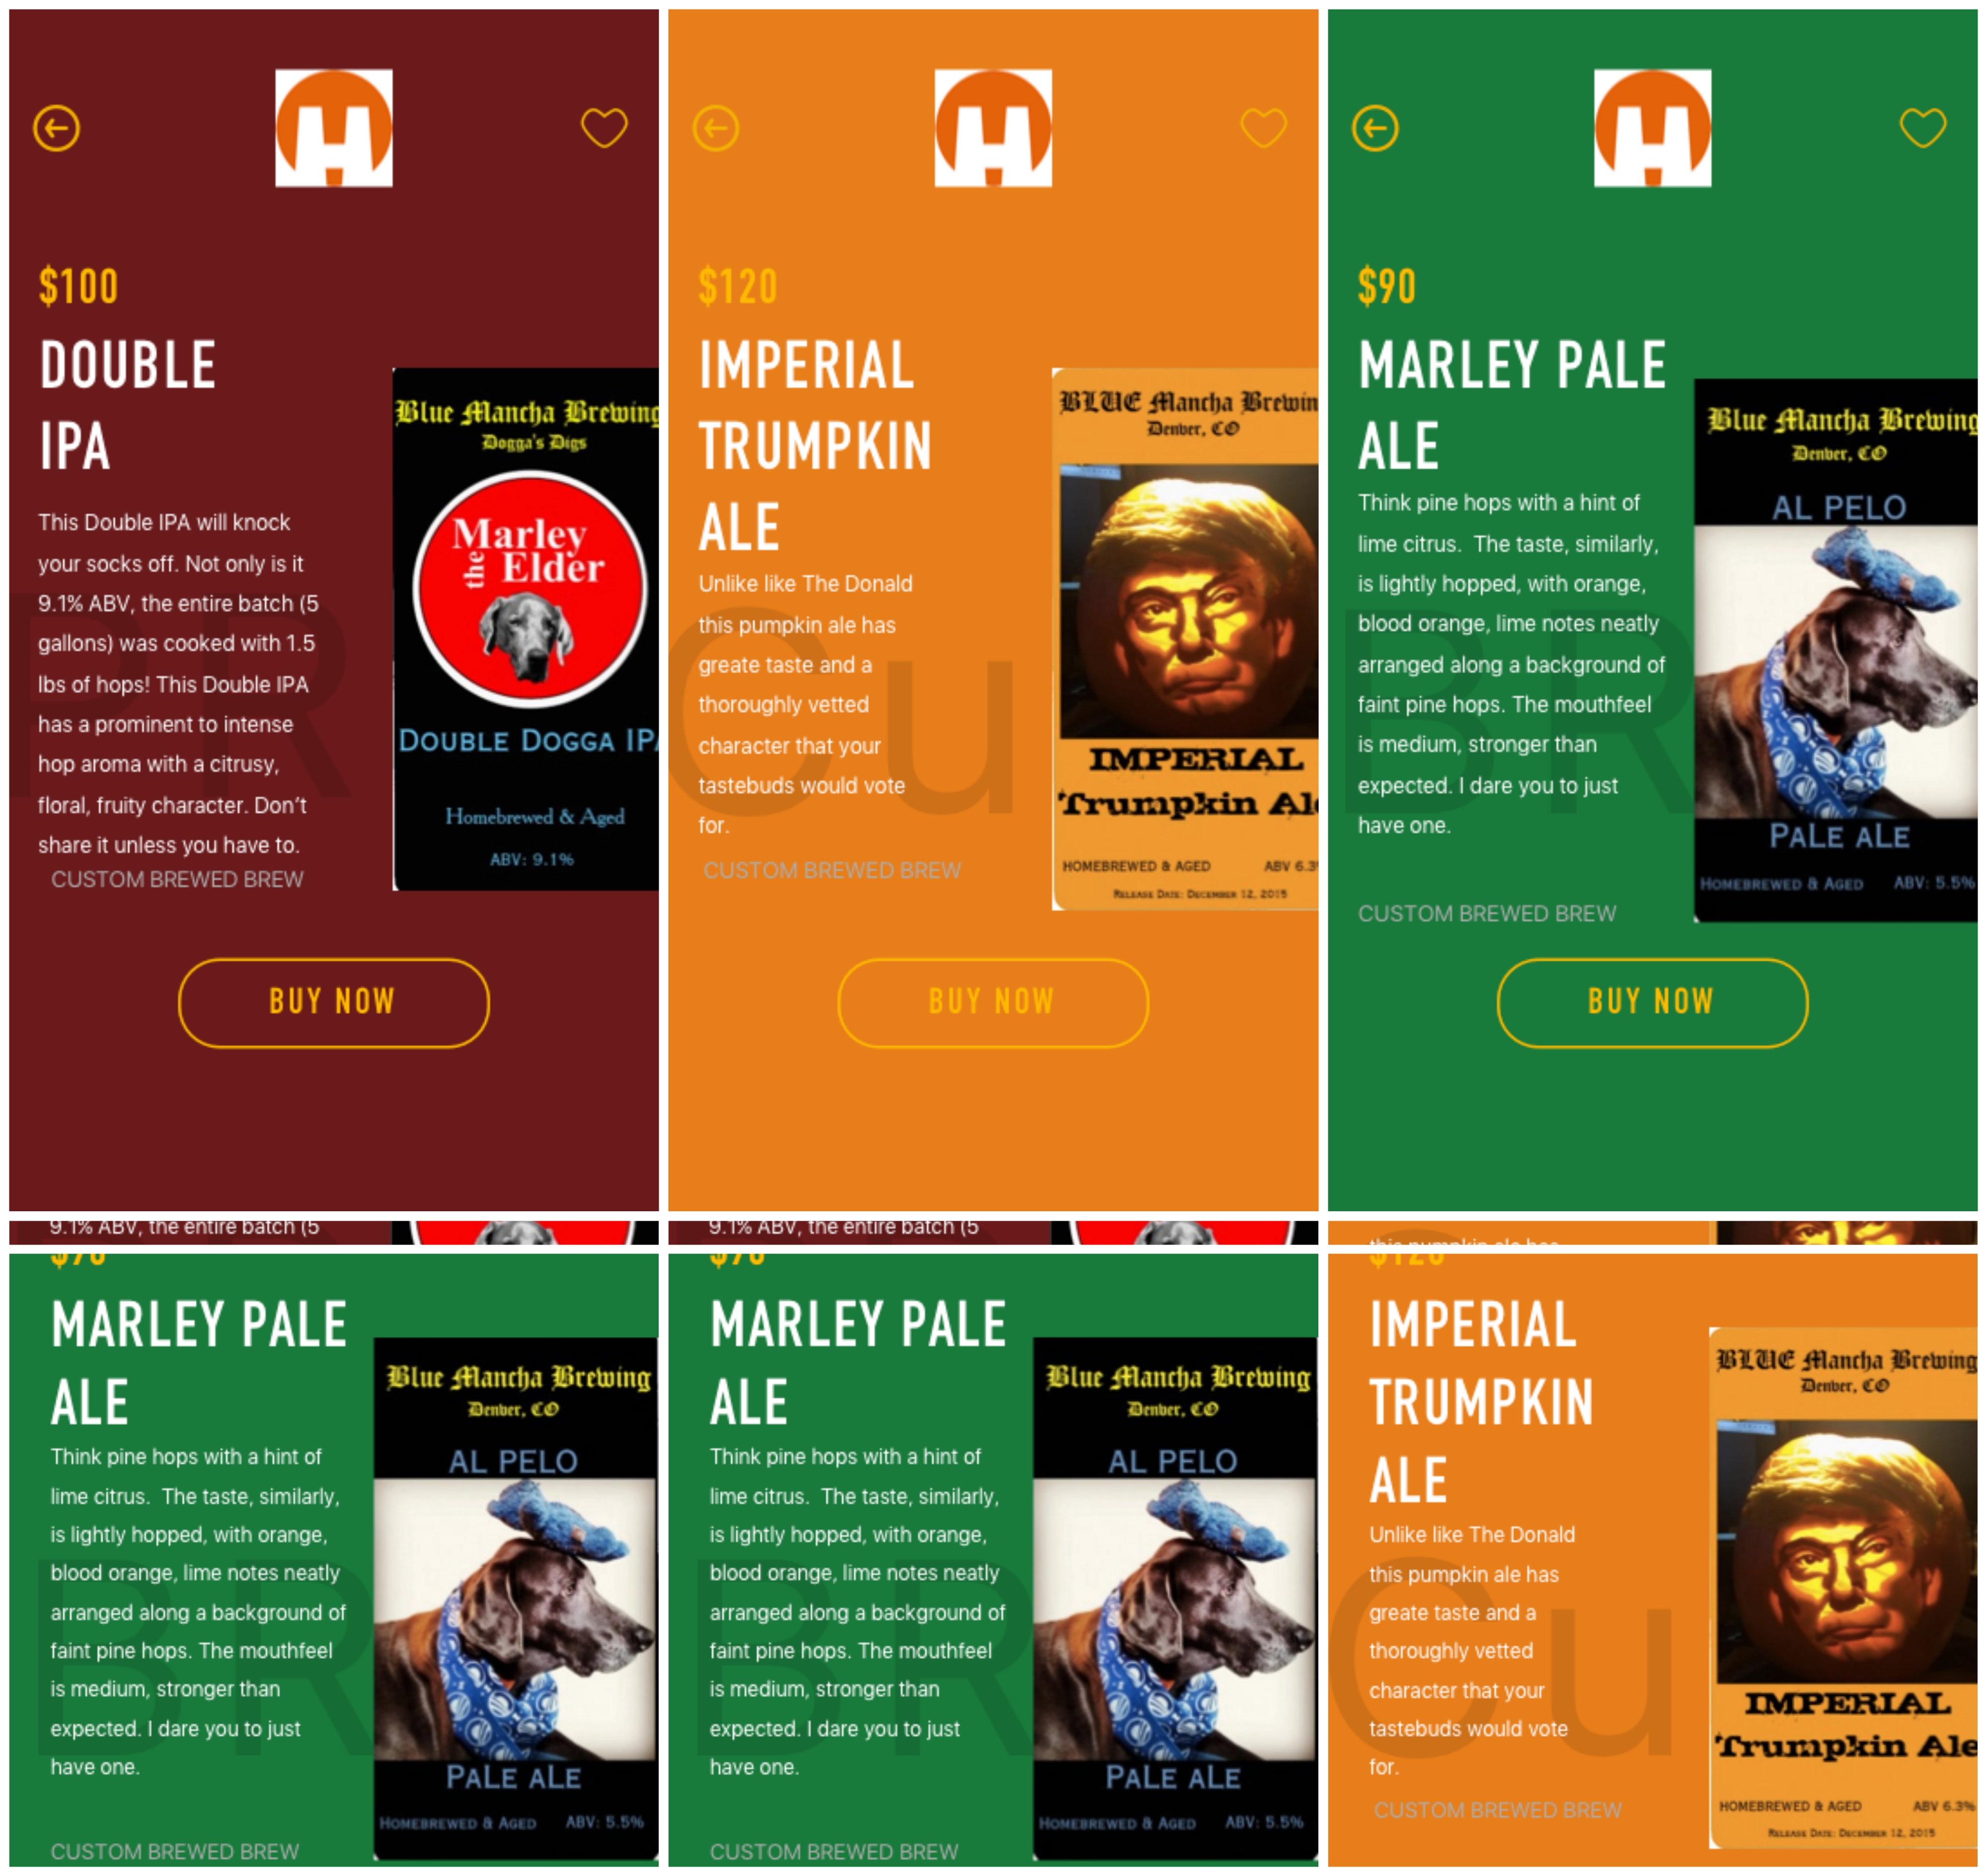 $100
DOUBLE
IPA
This Double IPA will knock
your socks off. Not only is it
9.1% ABV, the entire batch (5
gallons) was cooked with 1.5
lbs of hops! This Double IPA
has a prominent to intense
hop aroma with a citrusy,
floral, fruity character. Don't
share it unless you have to.
CUSTOM BREWED BREW
PR
Blue Mancha Brewing
Dogga's Digs
Marley
the Elder
DOUBLE DOGGA IPA
Homebrewed & Aged
ABV: 9.1%
BUY NOW
$120
IMPERIAL
TRUMPKIN
ALE
Unlike like The Donald
this pumpkin ale has
greate taste and a
thoroughly vetted
character that your
tastebuds would vote
for.
CUSTOM BREWED BREW
Cu
BLUE Mancha Brewin
Denver, CO
IMPERIAL
Trumpkin Ale
HOMEBREWED & AGED ABV 6.3%
RELEASE DATE: DECEMBER 12, 2015
BUY NOW
$90
MARLEY PALE
ALE
Think pine hops with a hint of
lime citrus. The taste, similarly,
is lightly hopped, with orange,
blood orange, lime notes neatly
arranged along a background of
faint pine hops. The mouthfeel
is medium, stronger than
expected. I dare you to just
have one.
CUSTOM BREWED BREW
BR
Blue Mancha Brewing
Denver, CO
AL PELO
PALE ALE
HOMEBREWED & AGED ABV: 5.5%
BUY NOW
9.1% ABV, the entire batch (5
9.1% ABV, the entire batch (5
this pumpkin ale has
$90
MARLEY PALE
ALE
Think pine hops with a hint of
lime citrus. The taste, similarly,
is lightly hopped, with orange,
blood orange, lime notes neatly
arranged along a background of
faint pine hops. The mouthfeel
is medium, stronger than
expected. I dare you to just
have one.
CUSTOM BREWED BREW
BR
Blue Mancha Brewing
Denver, CO
AL PELO
PALE ALE
HOMEBREWED & AGED ABV: 5.5%
$90
MARLEY PALE
ALE
Think pine hops with a hint of
lime citrus. The taste, similarly,
is lightly hopped, with orange,
blood orange, lime notes neatly
arranged along a background of
faint pine hops. The mouthfeel
is medium, stronger than
expected. I dare you to just
have one.
CUSTOM BREWED BREW
BR
Blue Mancha Brewing
Denver, CO
AL PELO
PALE ALE
HOMEBREWED & AGED ABV: 5.5%
$120
IMPERIAL
TRUMPKIN
ALE
Unlike like The Donald
this pumpkin ale has
greate taste and a
thoroughly vetted
character that your
tastebuds would vote
for.
CUSTOM BREWED BREW
Cu
BLUE Mancha Brewing
Denver, CO
IMPERIAL
Trumpkin Ale
HOMEBREWED & AGED ABV 6.3%
RELEASE DATE: DECEMBER 12, 2015